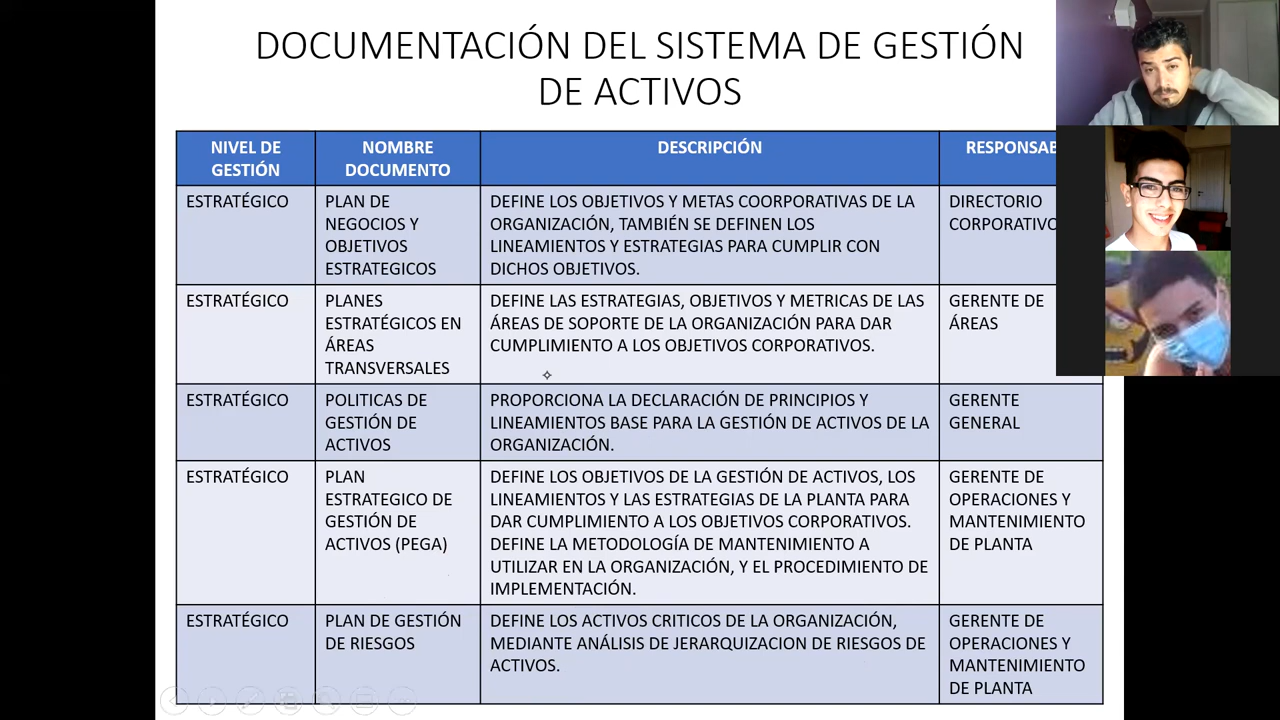 DOCUMENTACIÓN DEL SISTEMA DE GESTIÓN
DE ACTIVOS
NIVEL DE
GESTIÓN
NOMBRE
DOCUMENTO
DESCRIPCIÓN
RESPONSAB
ESTRATÉGICO
PLAN DE
NEGOCIOS Y
OBJETIVOS
ESTRATEGICOS
DEFINE LOS OBJETIVOS Y METAS COORPORATIVAS DE LA
ORGANIZACIÓN, TAMBIÉN SE DEFINEN LOS
LINEAMIENTOS Y ESTRATEGIAS PARA CUMPLIR CON
DICHOS OBJETIVOS.
DIRECTORIO
CORPORATIVO
ESTRATÉGICO
PLANES
ESTRATÉGICOS EN
ÁREAS
TRANSVERSALES
DEFINE LAS ESTRATEGIAS, OBJETIVOS Y METRICAS DE LAS
ÁREAS DE SOPORTE DE LA ORGANIZACIÓN PARA DAR
CUMPLIMIENTO A LOS OBJETIVOS CORPORATIVOS.
GERENTE DE
ÁREAS
ESTRATÉGICO
POLITICAS DE
GESTIÓN DE
ACTIVOS
PROPORCIONA LA DECLARACIÓN DE PRINCIPIOS Y
LINEAMIENTOS BASE PARA LA GESTIÓN DE ACTIVOS DE LA
ORGANIZACIÓN.
GERENTE
GENERAL
ESTRATÉGICO
PLAN
ESTRATEGICO DE
GESTIÓN DE
ACTIVOS (PEGA)
DEFINE LOS OBJETIVOS DE LA GESTIÓN DE ACTIVOS, LOS
LINEAMIENTOS Y LAS ESTRATEGIAS DE LA PLANTA PARA
DAR CUMPLIMIENTO A LOS OBJETIVOS CORPORATIVOS.
DEFINE LA METODOLOGÍA DE MANTENIMIENTO A
UTILIZAR EN LA ORGANIZACIÓN, Y EL PROCEDIMIENTO DE
IMPLEMENTACIÓN.
GERENTE DE
OPERACIONES Y
MANTENIMIENTO
DE PLANTA
ESTRATÉGICO
PLAN DE GESTIÓN
DE RIESGOS
DEFINE LOS ACTIVOS CRITICOS DE LA ORGANIZACIÓN,
MEDIANTE ANÁLISIS DE JERARQUIZACION DE RIESGOS DE
ACTIVOS.
GERENTE DE
OPERACIONES Y
MANTENIMIENTO
DE PLANTA